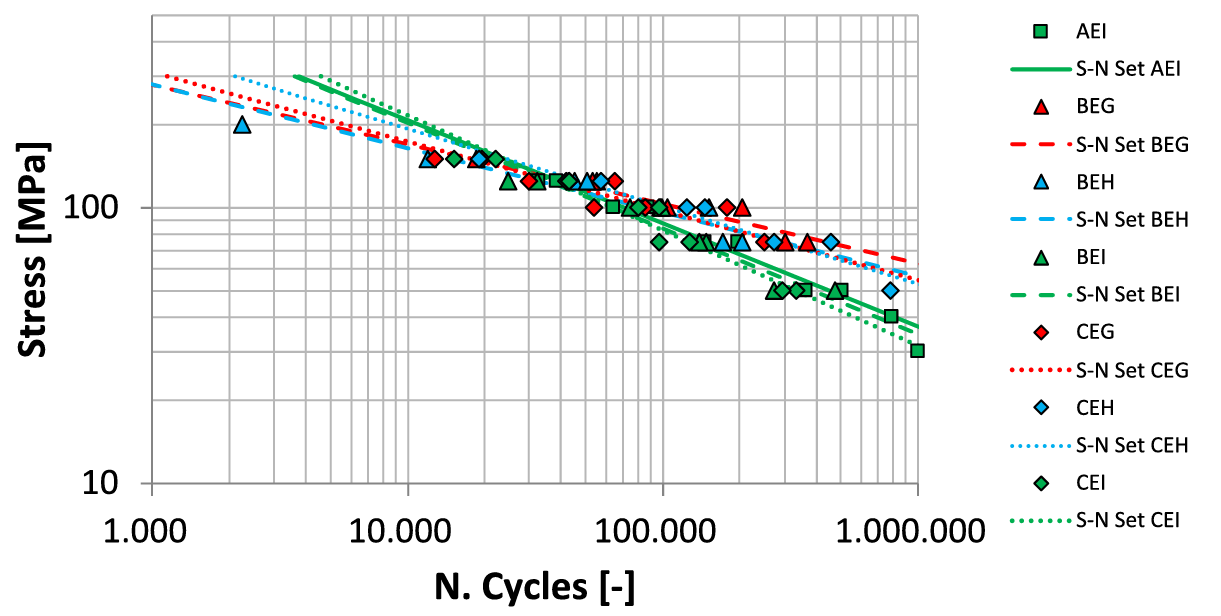 Stress [MPa]
100
10
1.000
10.000
100.000
1.000.000
N. Cycles [-]
AEI
S-N Set AEI
BEG
S-N Set BEG
BEH
S-N Set BEH
BEI
S-N Set BEI
CEG
S-N Set CEG
CEH
S-N Set CEH
CEI
S-N Set CEI